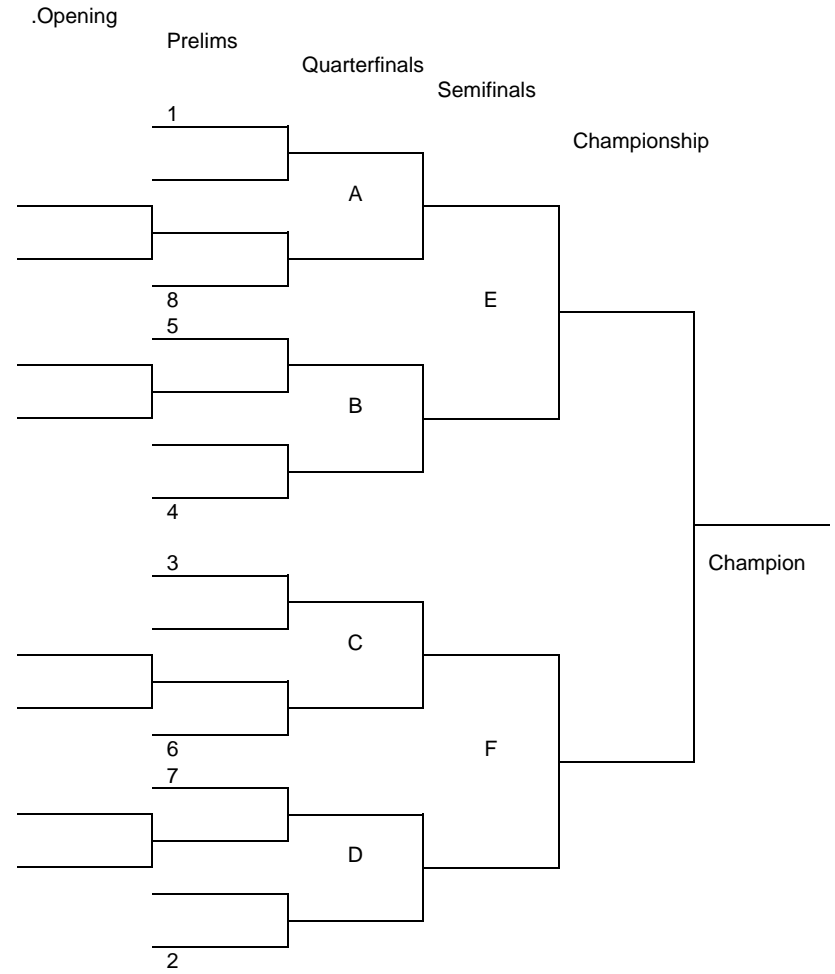 .Opening
Prelims
Quarterfinals
Semifinals
Championship
1
A
8
E
5
B
4
3
Champion
C
6
F
7
D
2